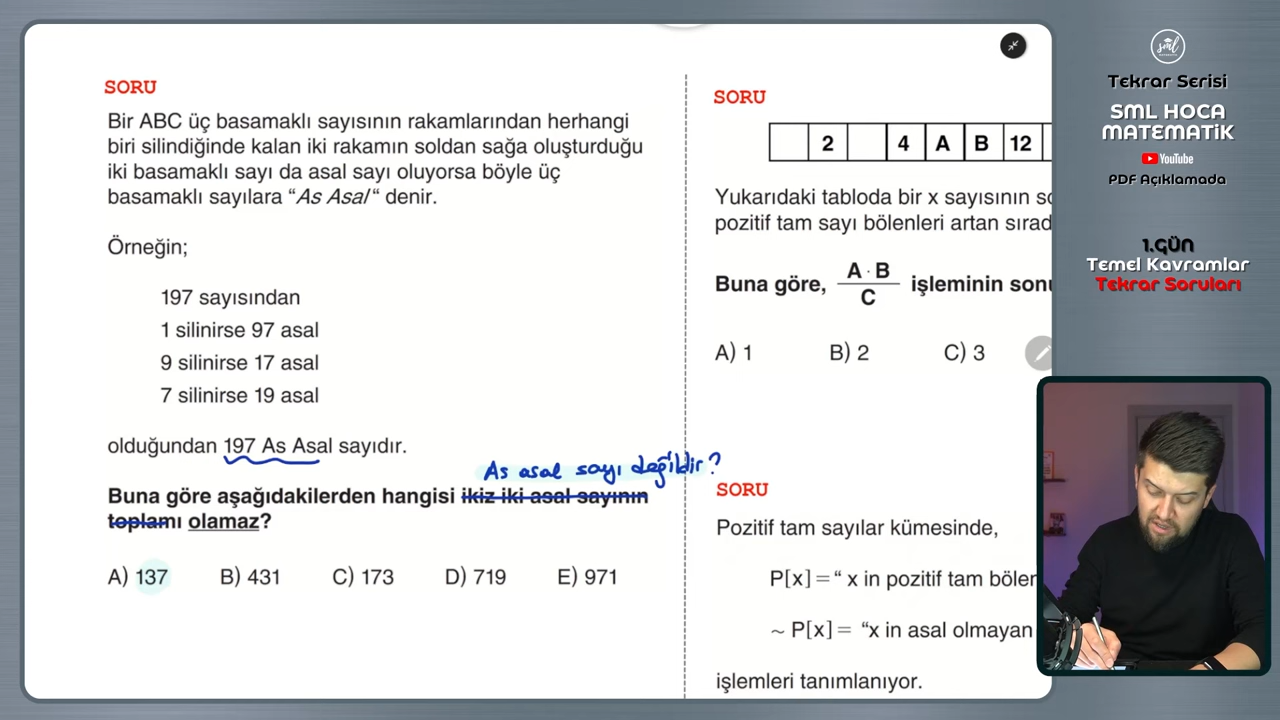 SORU
Bir ABC üç basamaklı sayısının rakamlarından herhangi
biri silindiğinde kalan iki rakamın soldan sağa oluşturduğu
iki basamaklı sayı da asal sayı oluyorsa böyle üç
basamaklı sayılara “As Asal“ denir.
Örneğin;
197 sayısından
1 silinirse 97 asal
9 silinirse 17 asal
7 silinirse 19 asal
olduğundan 197 As Asal sayıdır.
As asal sayı değildir?
Buna göre aşağıdakilerden hangisi ikiz iki asal sayının
toplamı olamaz?
A) 137 B) 431 C) 173 D) 719 E) 971
SORU
2 4 A B 12
Yukarıdaki tabloda bir x sayısının
pozitif tam sayı bölenleri artan
Buna göre, A · B / C işleminin
A) 1 B) 2 C) 3
SORU
Pozitif tam sayılar kümesinde,
P[x] = “ x in pozitif tam
~ P[x] = “x in asal olmayan
işlemleri tanımlanıyor.
sml
Tekrar Serisi
SML HOCA
MATEMATİK
YouTube
PDF Açıklamada
1.GÜN
Temel Kavramlar
Tekrar Soruları